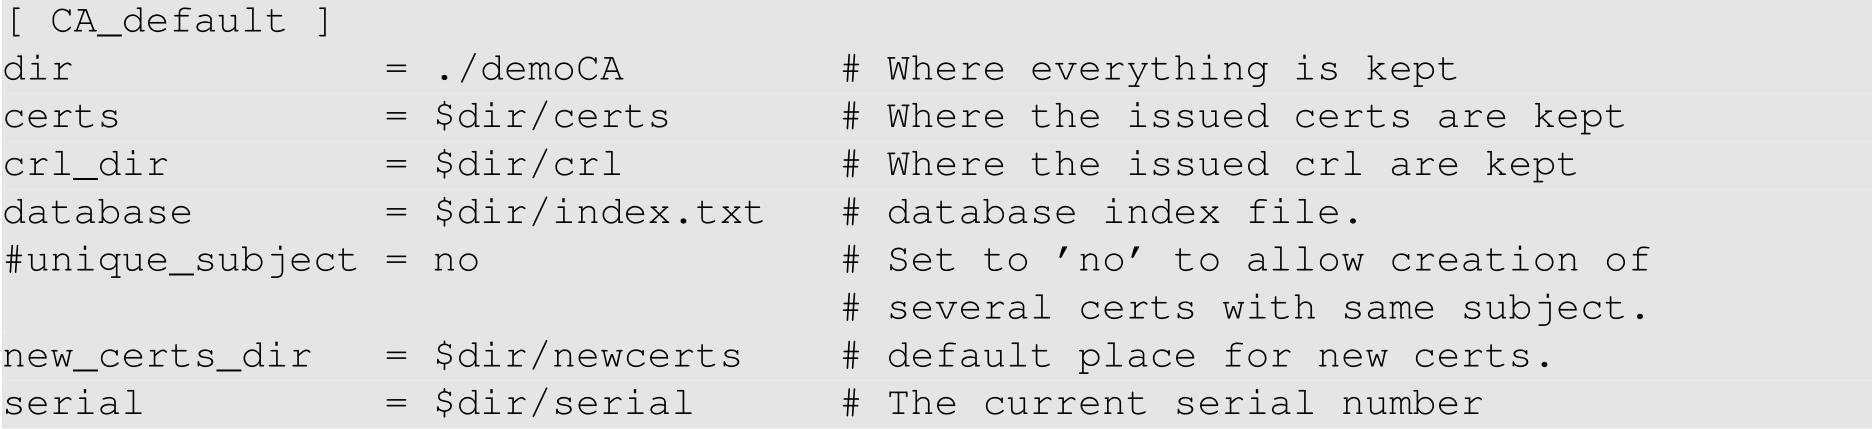 [ CA_default ]
dir             = ./demoCA         # Where everything is kept
certs           = $dir/certs       # Where the issued certs are kept
crl_dir         = $dir/crl         # Where the issued crl are kept
database        = $dir/index.txt   # database index file.
#unique_subject = no               # Set to ’no’ to allow creation of
                                   # several certs with same subject.
new_certs_dir   = $dir/newcerts    # default place for new certs.
serial          = $dir/serial      # The current serial number